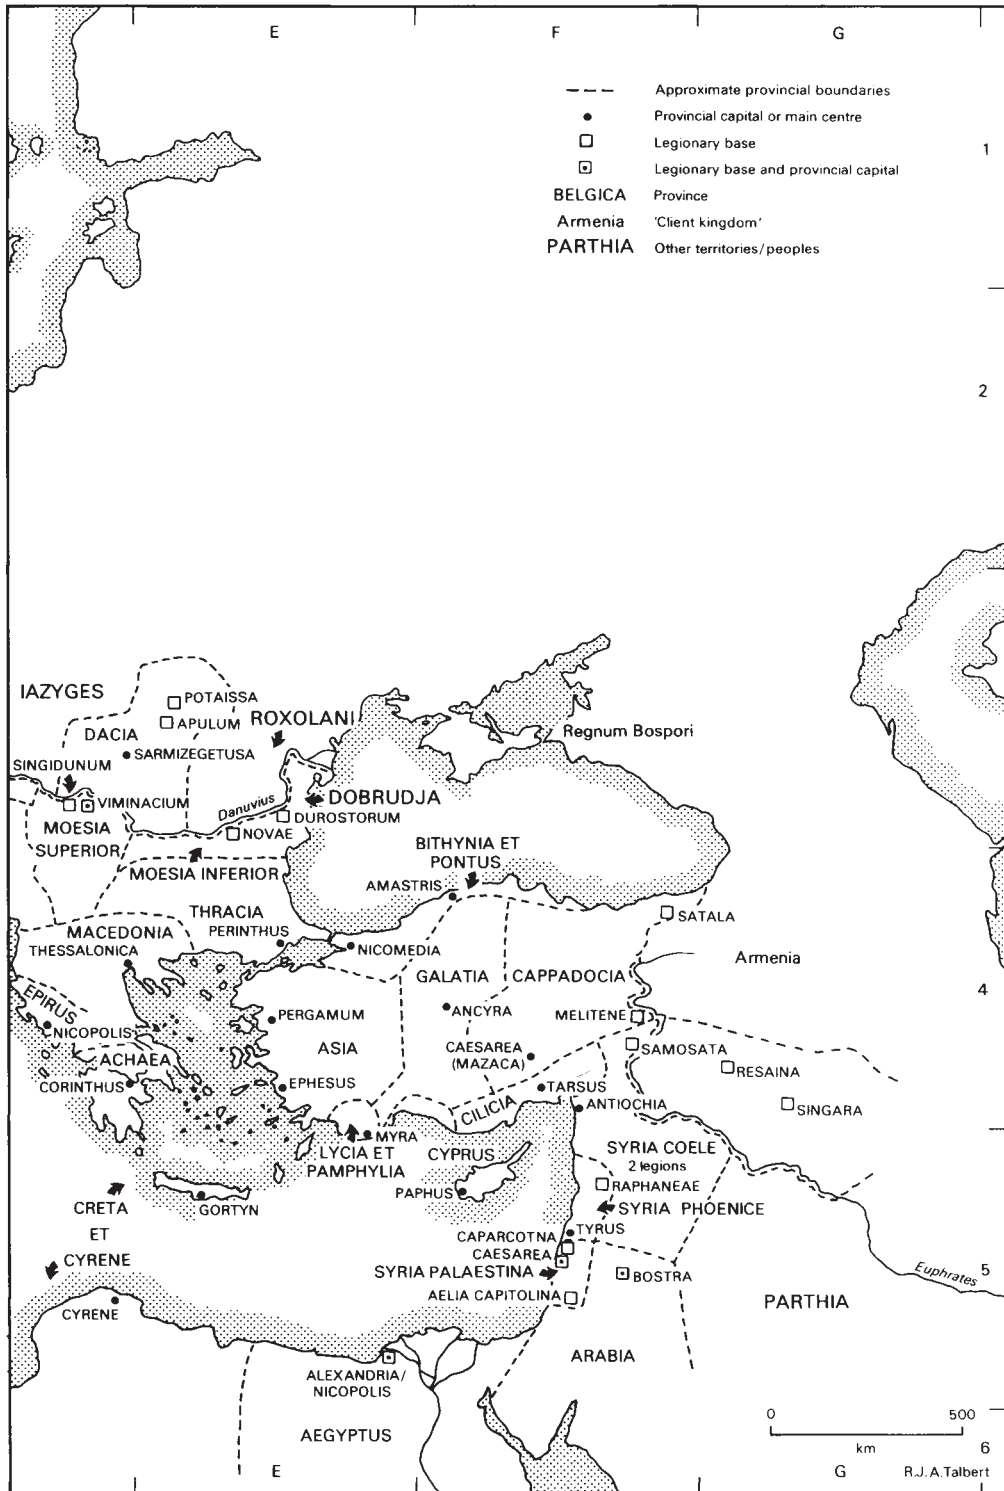 E
F
G
Approximate provincial boundaries
Provincial capital or main centre
1
Legionary base
Legionary base and provincial capital
BELGICA Province
Armenia 'Client kingdom'
PARTHIA Other territories/peoples
2
IAZYGES
POTAISSA
APULUM
ROXOLANI
DACIA
Regnum Bospori
SARMIZEGETUSA
SINGIDUNUM
DOBRUDJA
Danuvius
VIMINACIUM
DUROSTORUM
MOESIA
SUPERIOR
NOVAE
BITHYNIA ET
PONTUS
MOESIA INFERIOR
AMASTRIS
THRACIA
SATALA
MACEDONIA
PERINTHUS
THESSALONICA
NICOMEDIA
Armenia
GALATIA
CAPPADOCIA
4
EPIRUS
ANCYRA
MELITENE
PERGAMUM
NICOPOLIS
ASIA
CAESAREA
(MAZACA)
SAMOSATA
ACHAEA
RESAINA
CORINTHUS
EPHESUS
TARSUS
CILICIA
ANTIOCHIA
SINGARA
MYRA
LYCIA ET
PAMPHYLIA
CYPRUS
SYRIA COELE
2 legions
RAPHANEAE
PAPHUS
GORTYN
CRETA
ET
CYRENE
SYRIA PHOENICE
TYRUS
CAPARCOTNA
CAESAREA
SYRIA PALAESTINA
BOSTRA
Euphrates
5
AELIA CAPITOLINA
PARTHIA
CYRENE
ARABIA
ALEXANDRIA/
NICOPOLIS
0 500
km
AEGYPTUS
6
E
G
R.J.A.Talbert